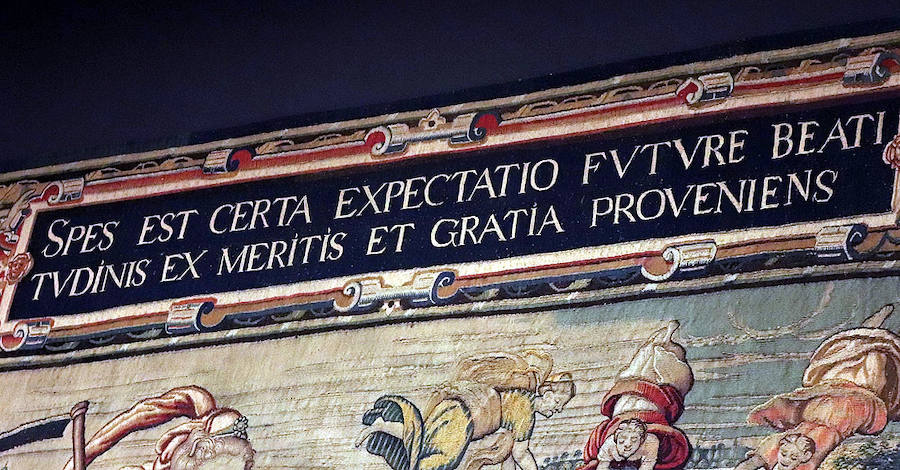 SPES EST CERTA EXPECTATIO FVTVRE BEATI
TVDINIS EX MERITIS ET GRATIA PROVENIENS